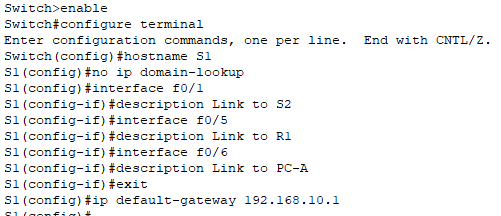 Switch>enable
Switch#configure terminal
Enter configuration commands, one per line.  End with CNTL/Z.
Switch(config)#hostname S1
S1(config)#no ip domain-lookup
S1(config)#interface f0/1
S1(config-if)#description Link to S2
S1(config-if)#interface f0/5
S1(config-if)#description Link to R1
S1(config-if)#interface f0/6
S1(config-if)#description Link to PC-A
S1(config-if)#exit
S1(config)#ip default-gateway 192.168.10.1
S1(config)#